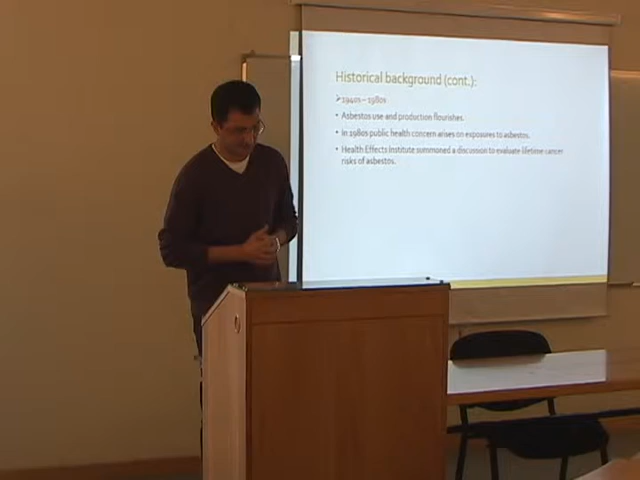 Historical background (cont.):
➢1940s – 1980s
• Asbestos use and production flourishes.
• In 1980s public health concern arises on exposures to asbestos.
• Health Effects Institute summoned a discussion to evaluate lifetime cancer
risks of asbestos.